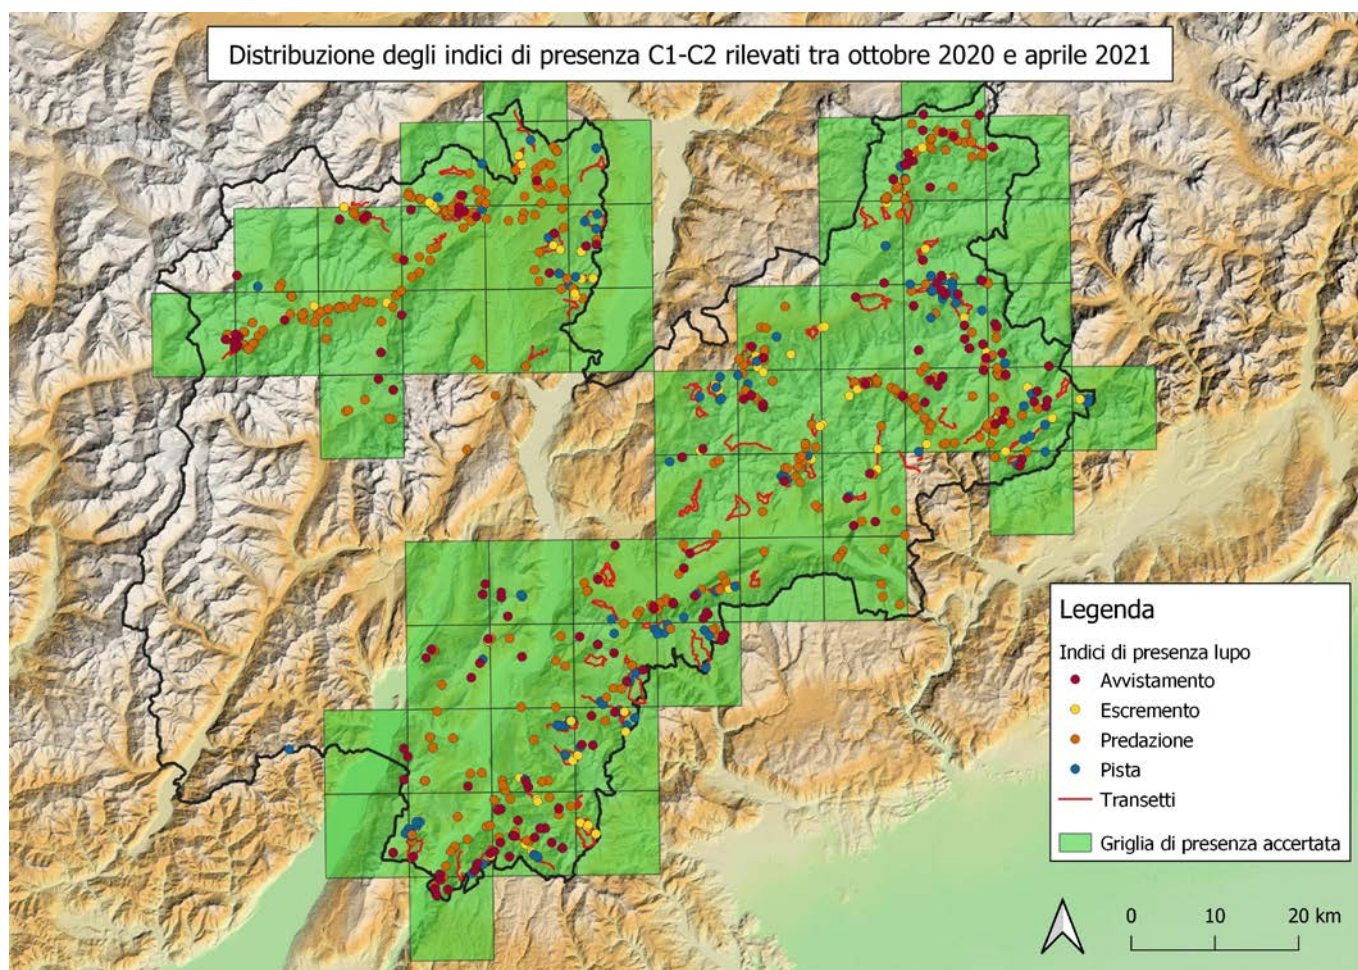 Distribuzione degli indici di presenza C1-C2 rilevati tra ottobre 2020 e aprile 2021
Legenda
Indici di presenza lupo
Avvistamento
Escremento
Predazione
Pista
Transetti
Griglia di presenza accertata
0 10 20 km